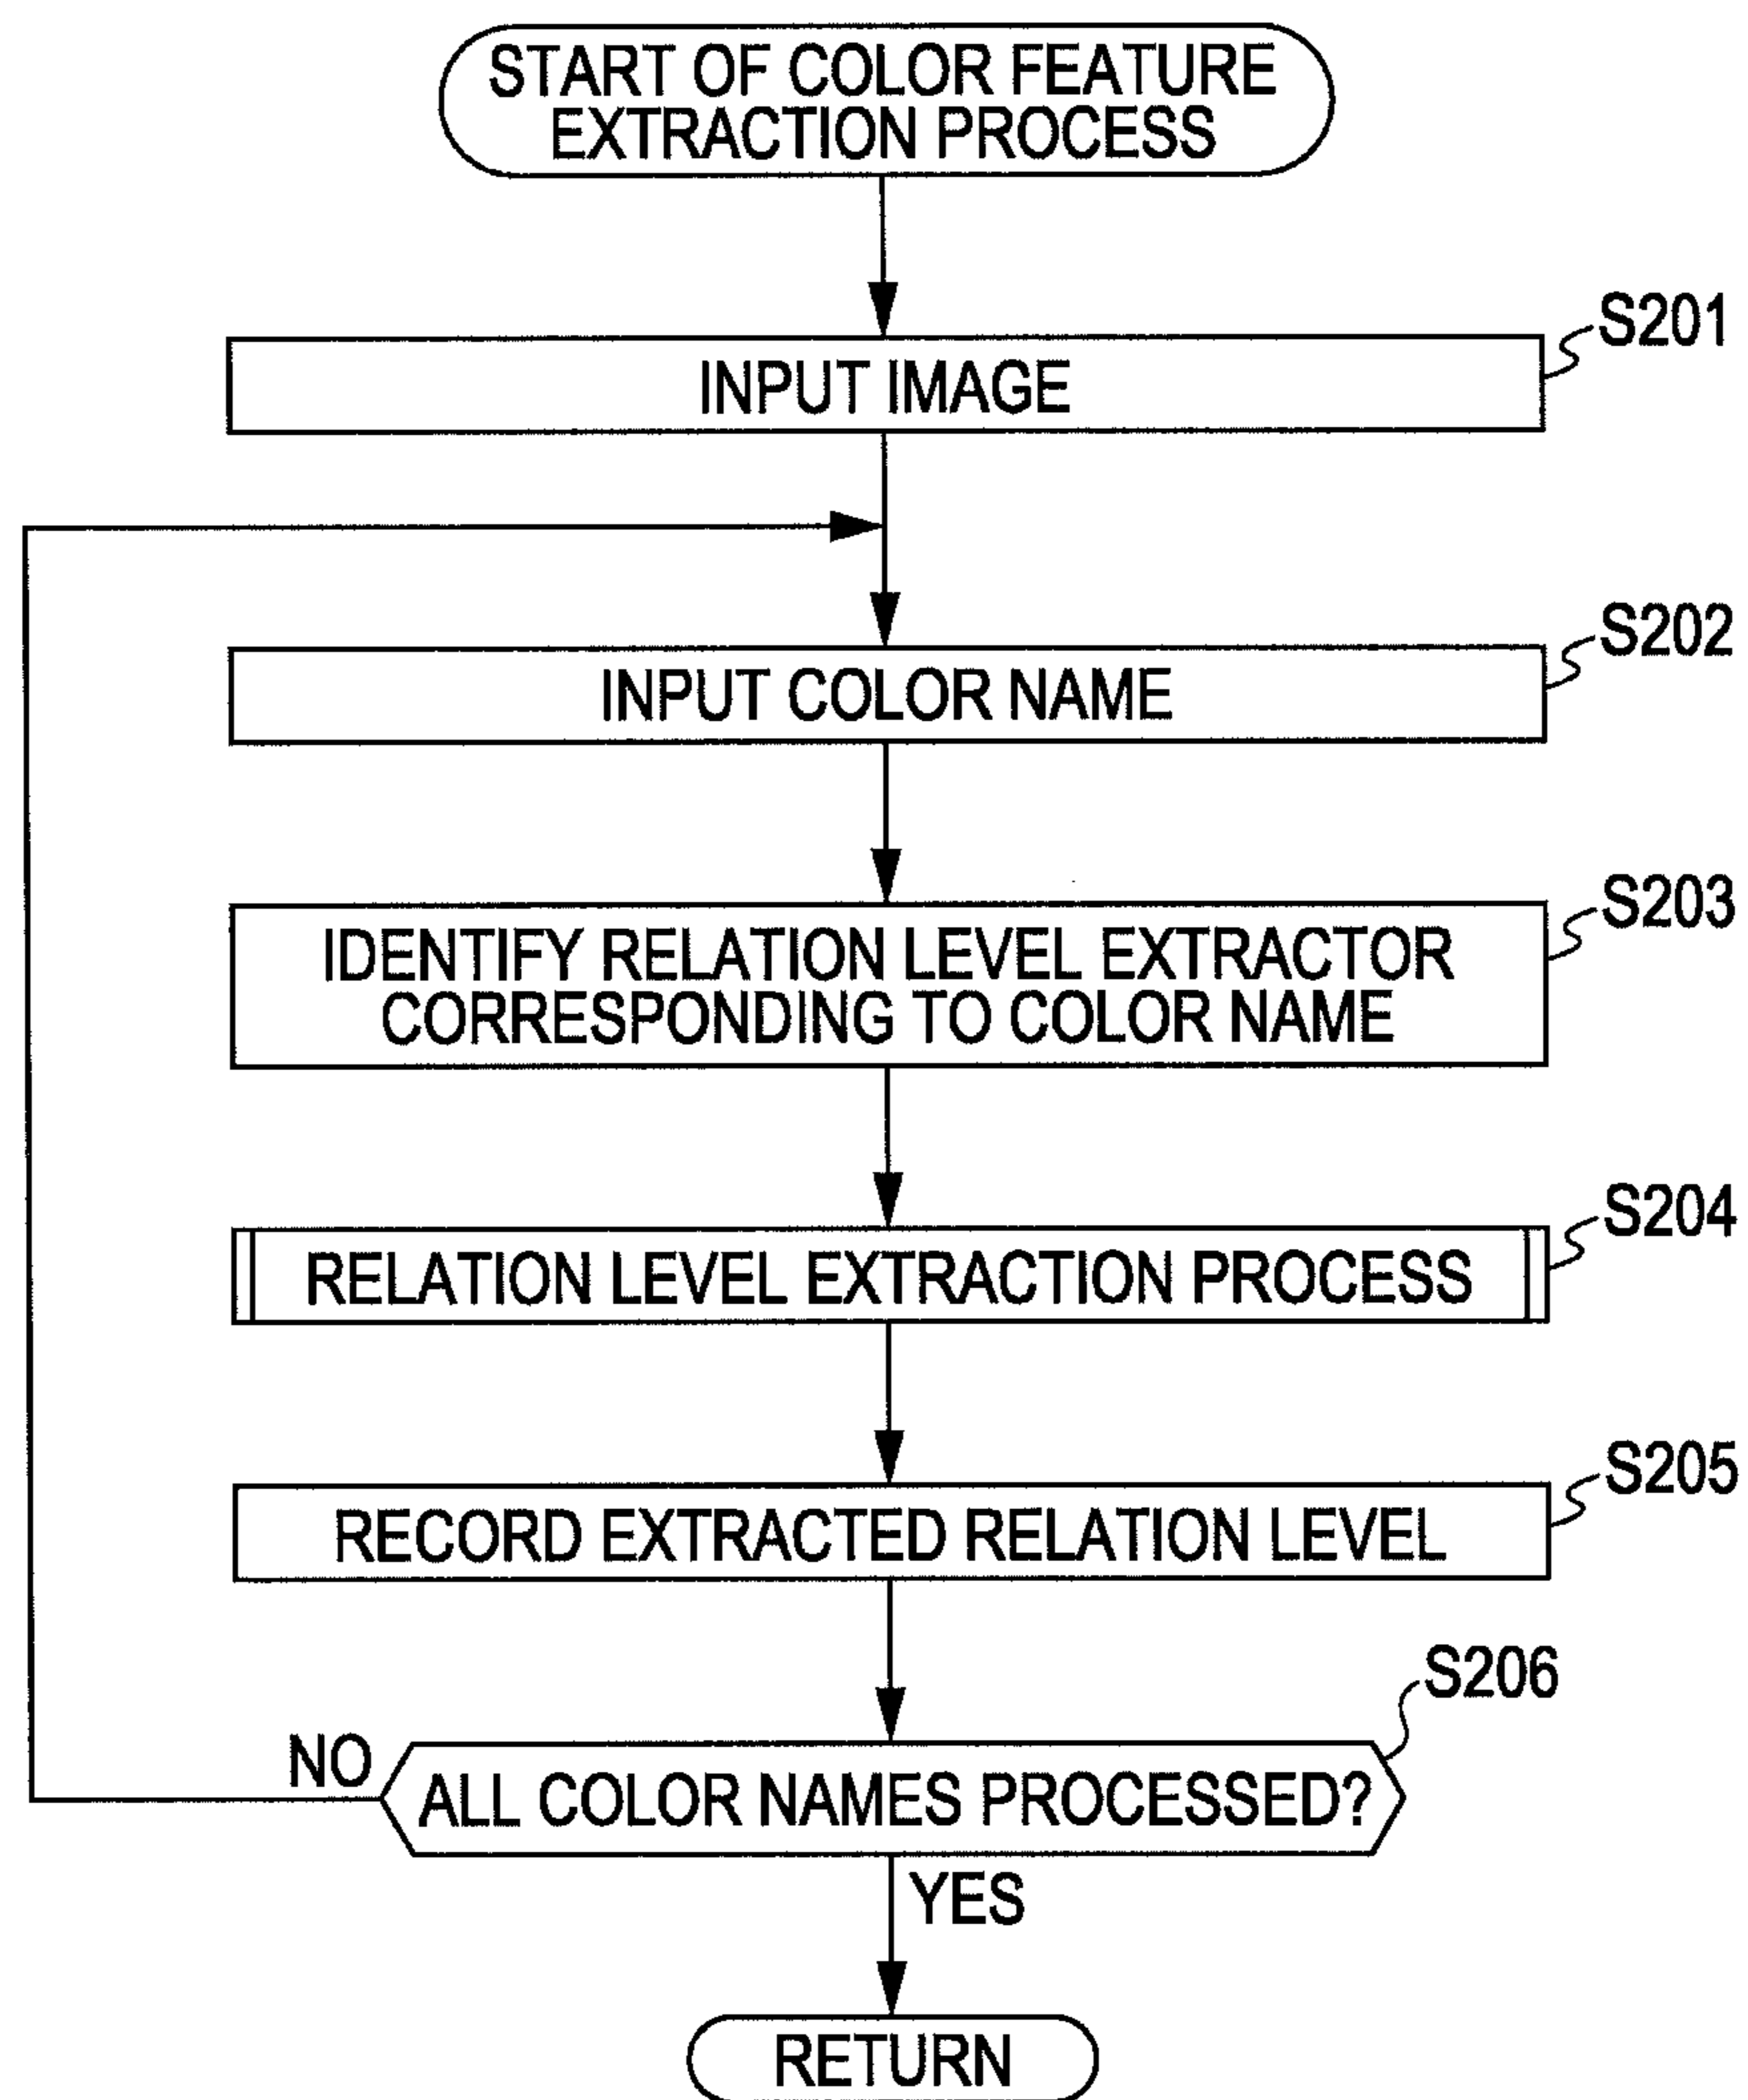 START OF COLOR FEATURE
EXTRACTION PROCESS
S201
INPUT IMAGE
S202
INPUT COLOR NAME
S203
IDENTIFY RELATION LEVEL EXTRACTOR
CORRESPONDING TO COLOR NAME
S204
RELATION LEVEL EXTRACTION PROCESS
S205
RECORD EXTRACTED RELATION LEVEL
S206
NO
ALL COLOR NAMES PROCESSED?
YES
RETURN